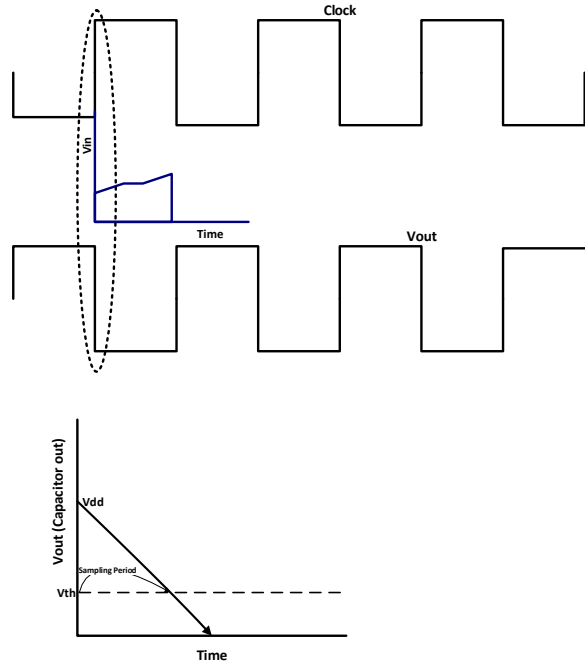 Clock
Vin
Time
Vout
Vout (Capacitor out)
Vdd
Sampling Period
Vth
Time